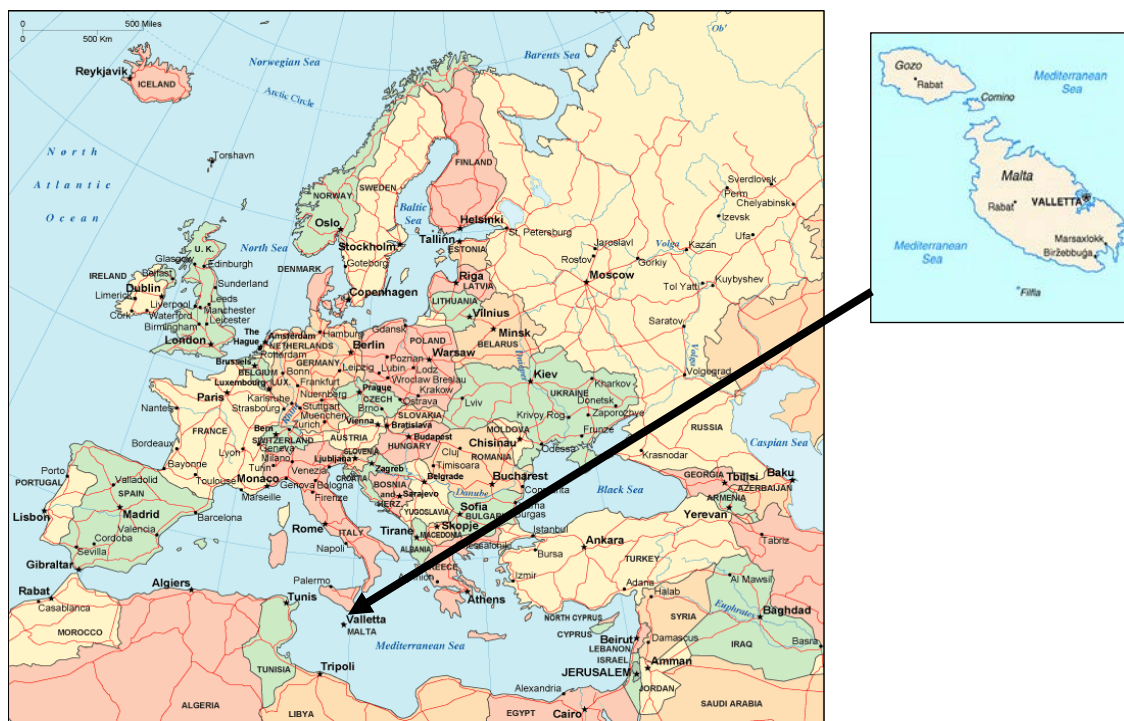 0 500 Miles
0 500 Km
Norwegian Sea
Barents Sea
Ob'
Reykjavik
ICELAND
Arctic Circle
North
Atlantic
Ocean
Torshavn
FINLAND
SWEDEN
NORWAY
Baltic
Sea
Oslo
Helsinki
St. Petersburg
Tallinn
Stockholm
ESTONIA
North Sea
Goteborg
U. K.
Glasgow
Edinburgh
DENMARK
Riga
LATVIA
Copenhagen
LITHUANIA
Vilnius
IRELAND
Belfast
Dublin
Sunderland
Limerick
Leeds
Liverpool
Manchester
Cork
Waterford
Leicester
Birmingham
London
Sverdlovsk
Perm
Chelyabinsk
Izevsk
Ufa
Jaroslavl
Volga
Kazan
Rostov
Gorkiy
Moscow
Tol Yatt
Kuybyshev
Saratov
Volga
Volgograd
Minsk
BELARUS
The
Hague
Amsterdam
NETHERLANDS
Rotterdam
Hamburg
Gdansk
Berlin
POLAND
Poznan
Warsaw
Brussels
BELGIUM
Bonn
GERMANY
Leipzig
Lubin
Lodz
Wroclaw Breslau
Luxembourg
LUX.
Frankfurt
Prague
Krakow
Paris
Karlsruhe
Nuernberg
CZECH
Ostrava
Strasbourg
Stuttgart
Brno
Muenchen
Rhine
Zurich
Lviv
Kiev
Dnieper
UKRAINE
Kharkov
Donetsk
Krivoy Rog
Zaporozhye
Frunze
Odessa
Nantes
FRANCE
Bern
SWITZERLAND
Geneva
Vienna
Bratislava
SLOVAKIA
AUSTRIA
Budapest
HUNGARY
MOLDOVA
Chisinau
Cluj
ROMANIA
Timisoara
Bordeaux
Lyon
Milano
Turin
Ljubljana
SLOVENIA
Zagreb
Venezia
CROATIA
Belgrade
Bucharest
Bayonne
Toulouse
Monaco
Marseille
Genova
Bologna
Firenze
BOSNIA
and
HERZ.
Sarajevo
YUGOSLAVIA
Danube
Sofia
Burgas
Skopje
MACEDONIA
Tirane
ALBANIA
RUSSIA
Krasnodar
Caspian Sea
Black Sea
GEORGIA
Tbilisi
Baku
ARMENIA
AZERBAIJAN
Yerevan
Tabriz
Porto
PORTUGAL
Lisbon
Valladolid
SPAIN
Madrid
Barcelona
Valencia
Cordoba
Sevilla
Gibraltar
Rome
ITALY
Napoli
Palermo
Istanbul
Bursa
Ankara
TURKEY
Izmir
Adana
Athens
Rabat
Casablanca
MOROCCO
Algiers
Tunis
Valletta
MALTA
Mediterranean Sea
TUNISIA
Tripoli
ALGERIA
LIBYA
NORTH CYPRUS
CYPRUS
Halab
Al Mawsil
SYRIA
Euphrates
Baghdad
Beirut
LEBANON
Damascus
IRAQ
Basra
ISRAEL
JERUSALEM
Amman
JORDAN
Alexandria
EGYPT
Cairo
SAUDI ARABIA
Gozo
Rabat
Comino
Mediterranean
Sea
Malta
Rabat
VALLETTA
Marsaxlokk
Biržebbuġa
Mediterranean
Sea
Filfla